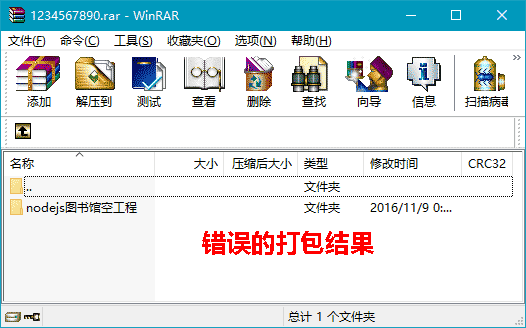 1234567890.rar - WinRAR
文件(F) 命令(C) 工具(S) 收藏夹(O) 选项(N) 帮助(H)
添加 解压到 测试 查看 删除 查找 向导 信息 扫描病毒
名称 大小 压缩后大小 类型 修改时间 CRC32
.. 文件夹
nodejs图书馆空工程 文件夹 2016/11/9 0:...
错误的打包结果
总计 1 个文件夹